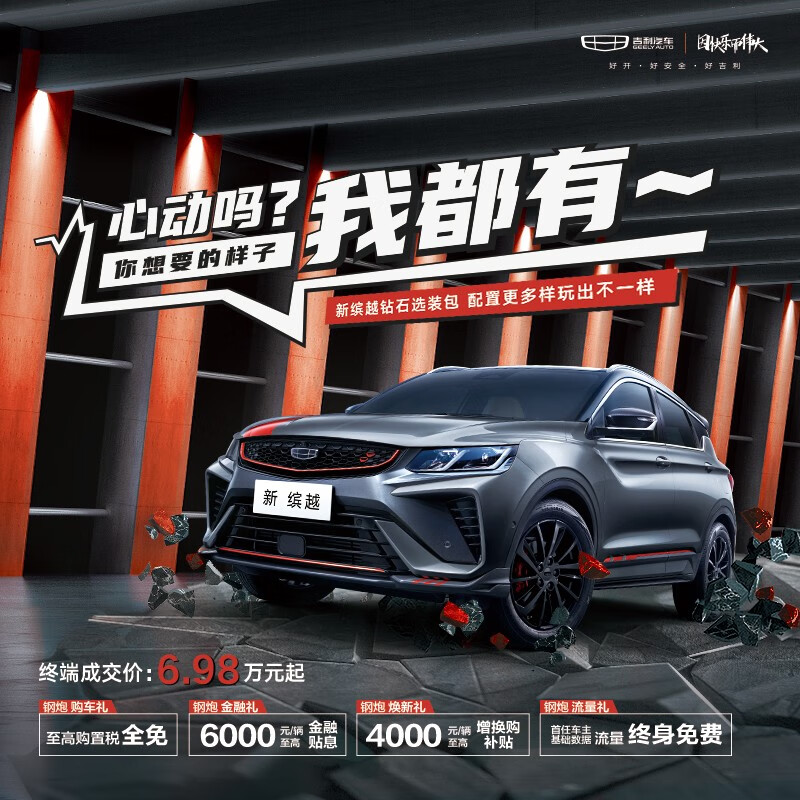 吉利汽车
GEELY AUTO
因快乐而伟大
好开·好安全·好吉利
心动吗?
你想要的样子
我都有~
新缤越钻石选装包 配置更多样玩出不一样
新 缤越
终端成交价:6.98万元起
钢炮 购车礼
至高购置税全免
钢炮 金融礼
6000元/辆至高 金融贴息
钢炮 焕新礼
4000元/辆至高 增换购补贴
钢炮 流量礼
首任车主基础数据流量 终身免费